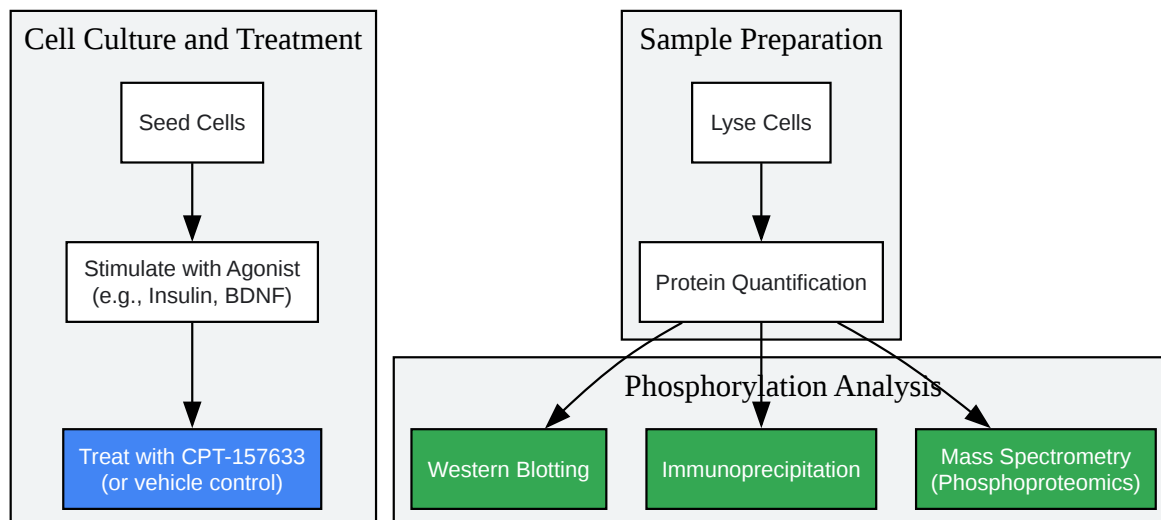 Cell Culture and Treatment
Seed Cells
Stimulate with Agonist
(e.g., Insulin, BDNF)
Treat with CPT-157633
(or vehicle control)
Sample Preparation
Lyse Cells
Protein Quantification
Phosphorylation Analysis
Western Blotting
Immunoprecipitation
Mass Spectrometry
(Phosphoproteomics)